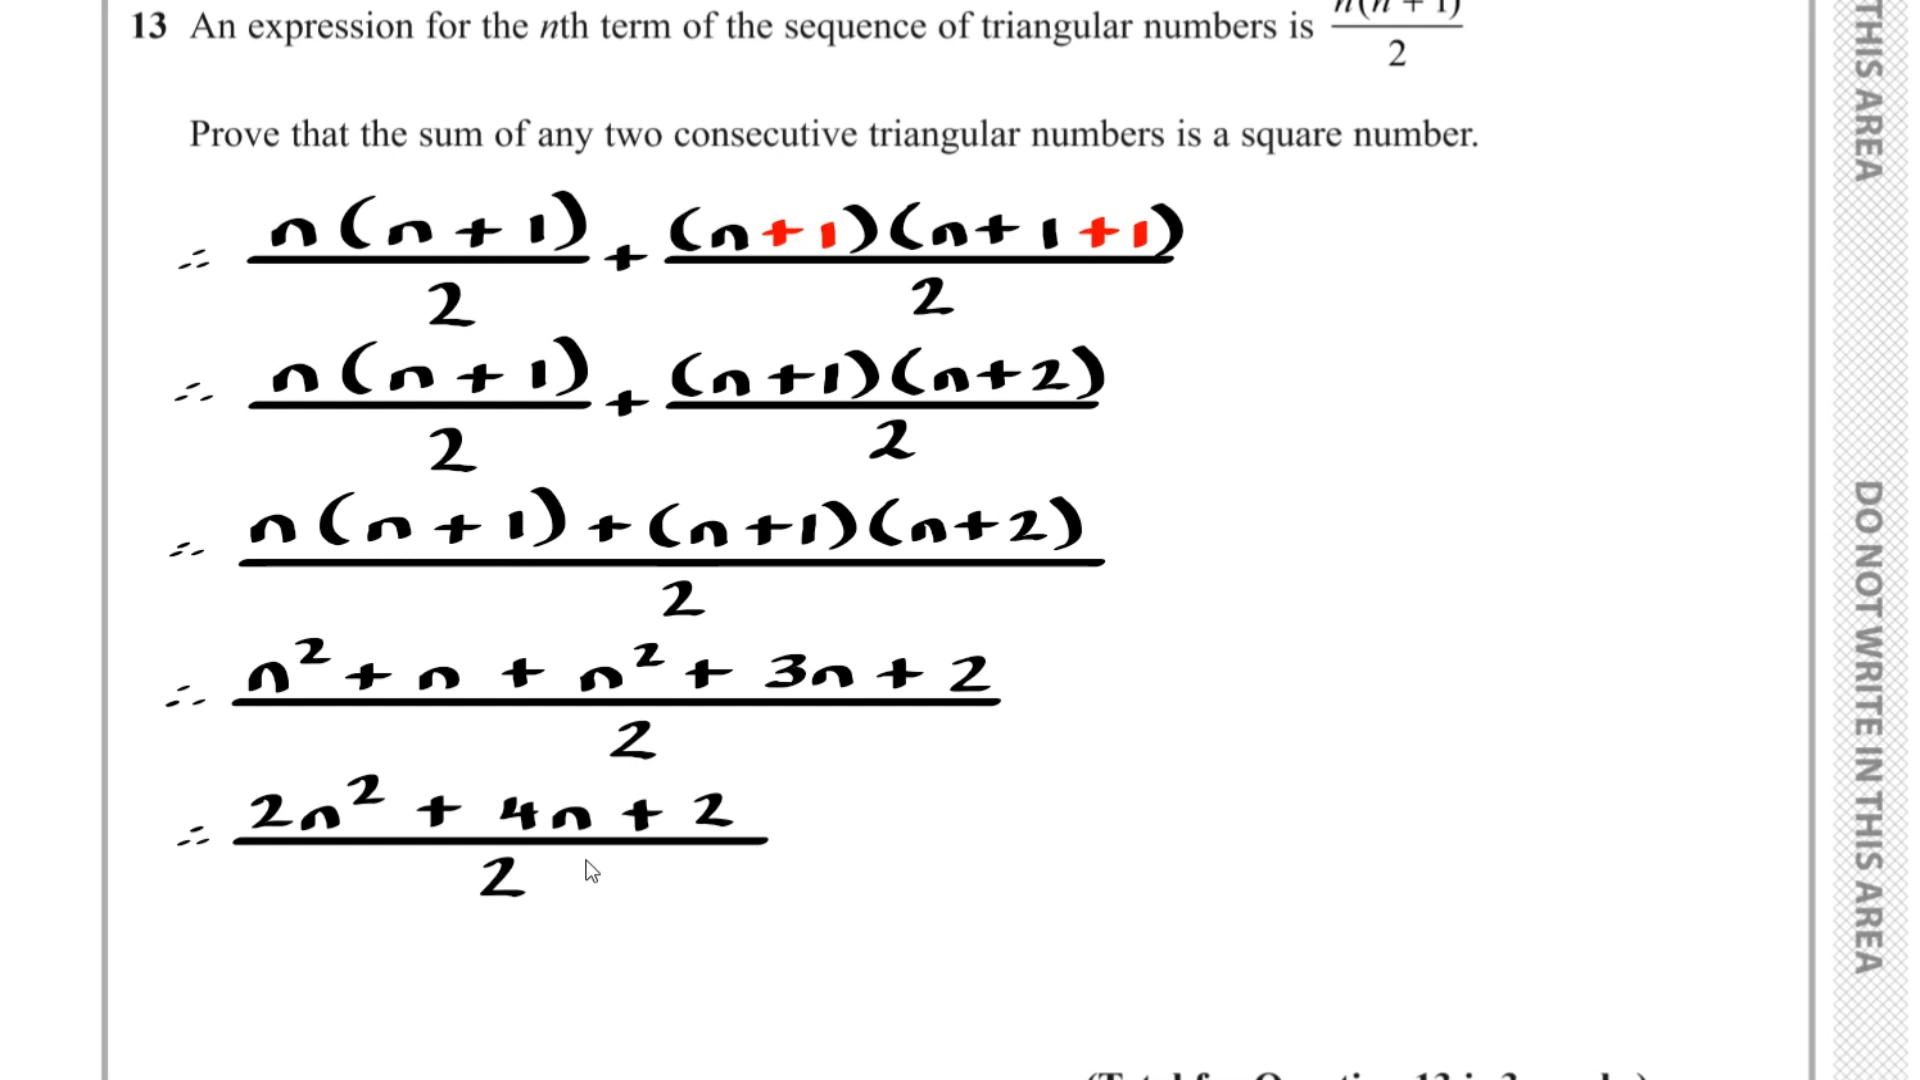 13 An expression for the nth term of the sequence of triangular numbers is n(n + 1)/2
Prove that the sum of any two consecutive triangular numbers is a square number.
∴ n(n+1)/2 + (n+1)(n+1+1)/2
∴ n(n+1)/2 + (n+1)(n+2)/2
∴ n(n+1)+(n+1)(n+2)/2
∴ n²+n+n²+3n+2/2
∴ 2n²+4n+2/2
THIS AREA
DO NOT WRITE IN THIS AREA